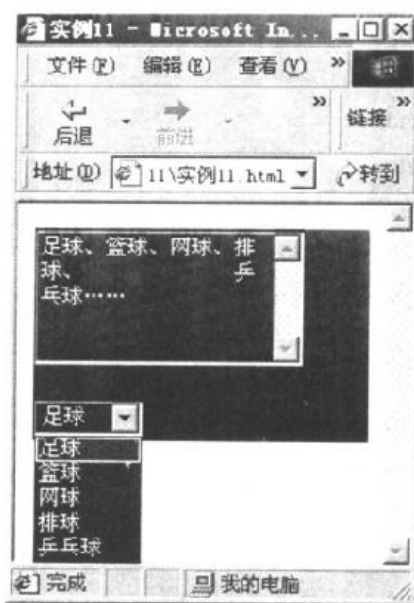 实例11 - Microsoft In...
文件(F) 编辑(E) 查看(V) »
后退 前进 » 链接
地址(D) 11\实例11.html 转到
足球、篮球、网球、排
球、 乒
乓球……
足球
足球
篮球
网球
排球
乒乓球
完成 我的电脑